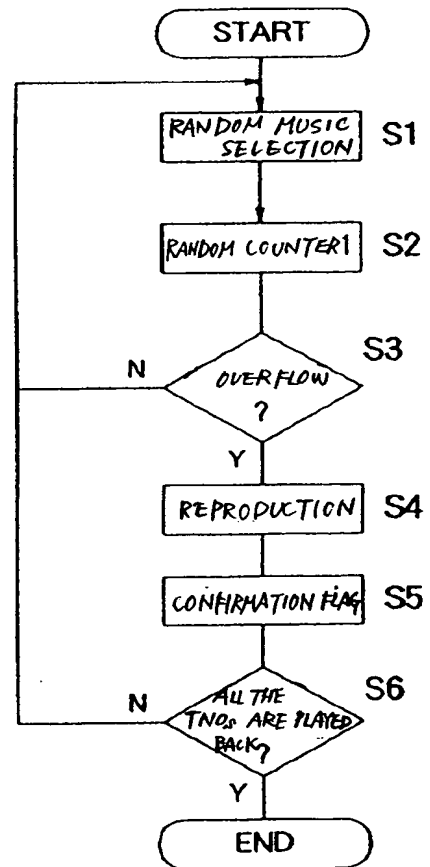 START
RANDOM MUSIC
SELECTION
S1
RANDOM COUNTER1
S2
S3
N
OVERFLOW
?
Y
REPRODUCTION
S4
CONFIRMATION FLAG
S5
S6
N
ALL THE
TNOs ARE PLAYED
BACK?
Y
END